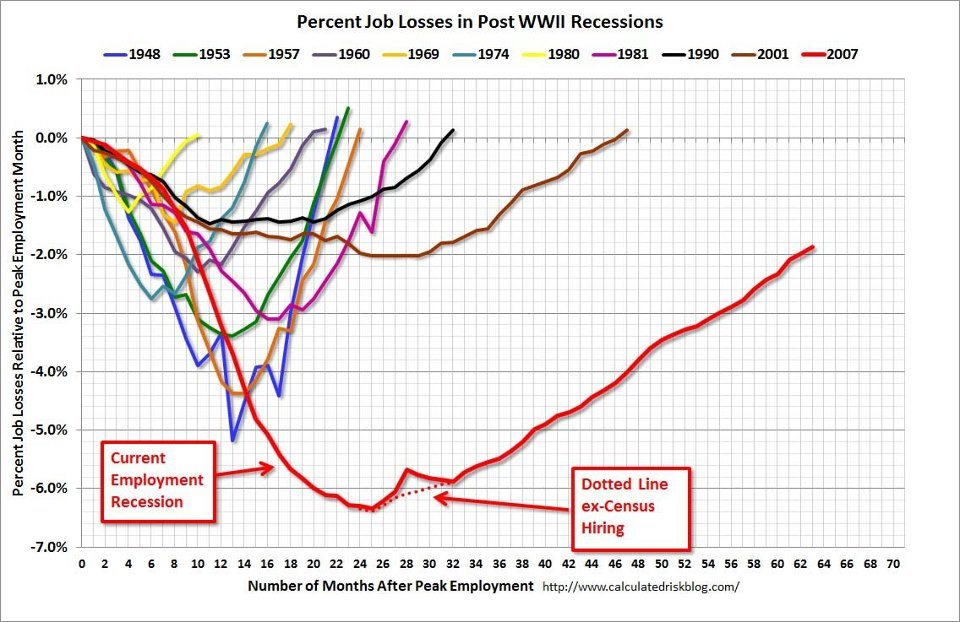 Percent Job Losses in Post WWII Recessions
1948 1953 1957 1960 1969 1974 1980 1981 1990 2001 2007
Percent Job Losses Relative to Peak Employment Month
1.0%
0.0%
-1.0%
-2.0%
-3.0%
-4.0%
-5.0%
-6.0%
-7.0%
Current
Employment
Recession
Dotted Line
ex-Census
Hiring
0 2 4 6 8 10 12 14 16 18 20 22 24 26 28 30 32 34 36 38 40 42 44 46 48 50 52 54 56 58 60 62 64 66 68 70
Number of Months After Peak Employment http://www.calculatedriskblog.com/